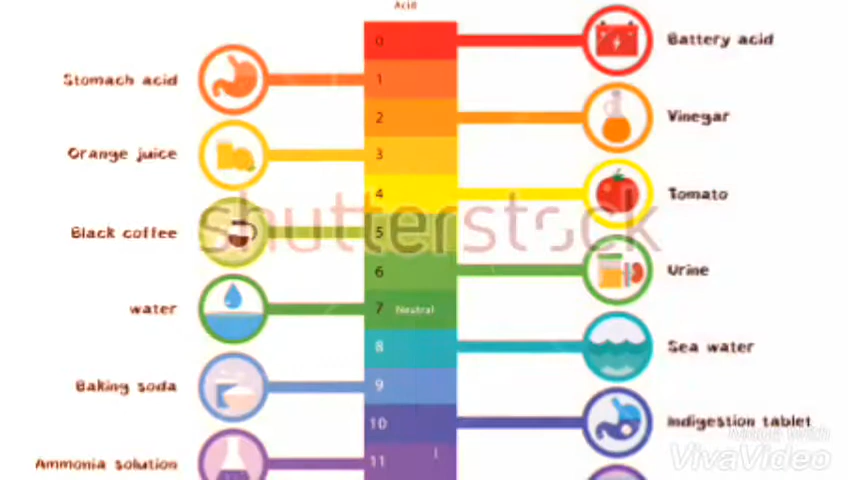 Acid
0
Battery acid
Stomach acid
1
2
Vinegar
Orange juice
3
4
Tomato
shutterstock
Black coffee
5
6
Urine
water
7 Neutral
8
Sea water
Baking soda
9
10
Indigestion tablet
Made With
VivaVideo
Ammonia solution
11